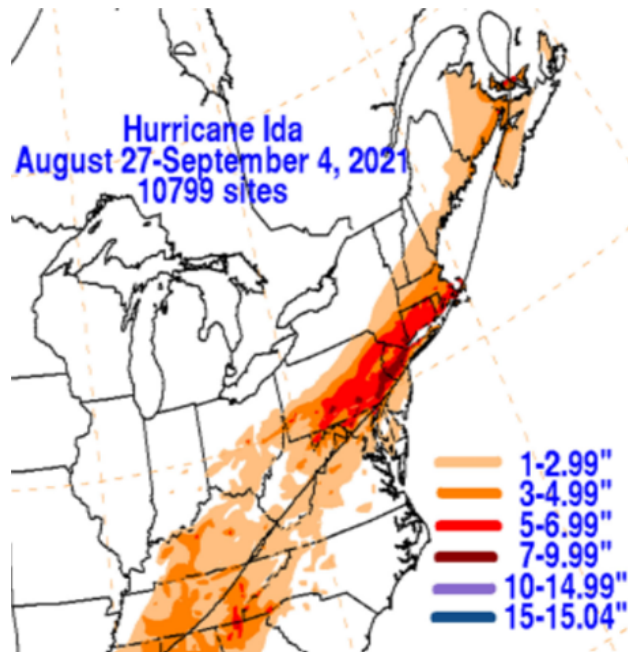 Hurricane Ida
August 27-September 4, 2021
10799 sites
1-2.99"
3-4.99"
5-6.99"
7-9.99"
10-14.99"
15-15.04"